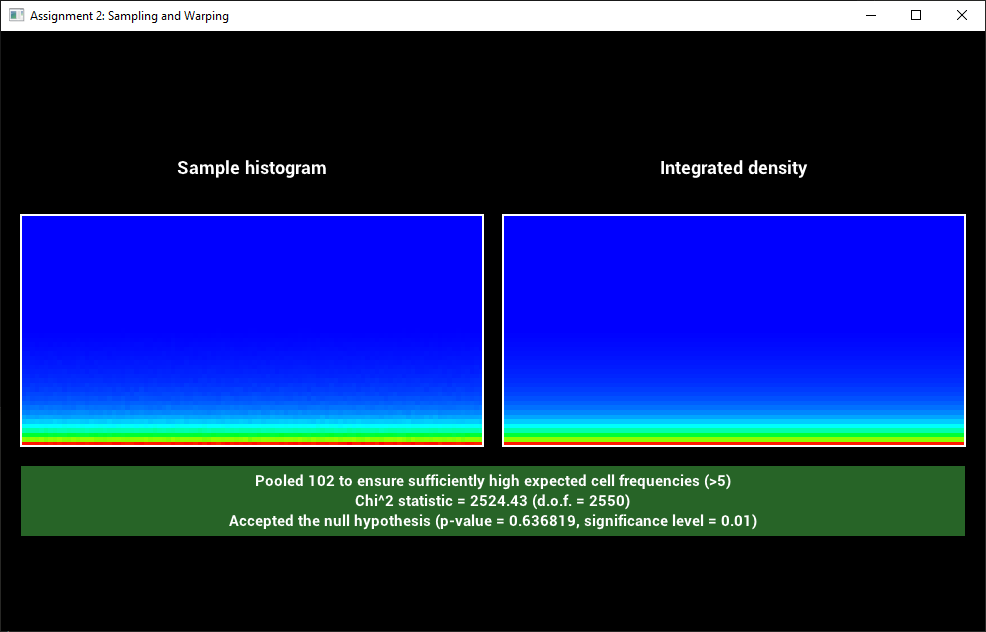 Assignment 2: Sampling and Warping
Sample histogram
Integrated density
Pooled 102 to ensure sufficiently high expected cell frequencies (>5)
Chi^2 statistic = 2524.43 (d.o.f. = 2550)
Accepted the null hypothesis (p-value = 0.636819, significance level = 0.01)